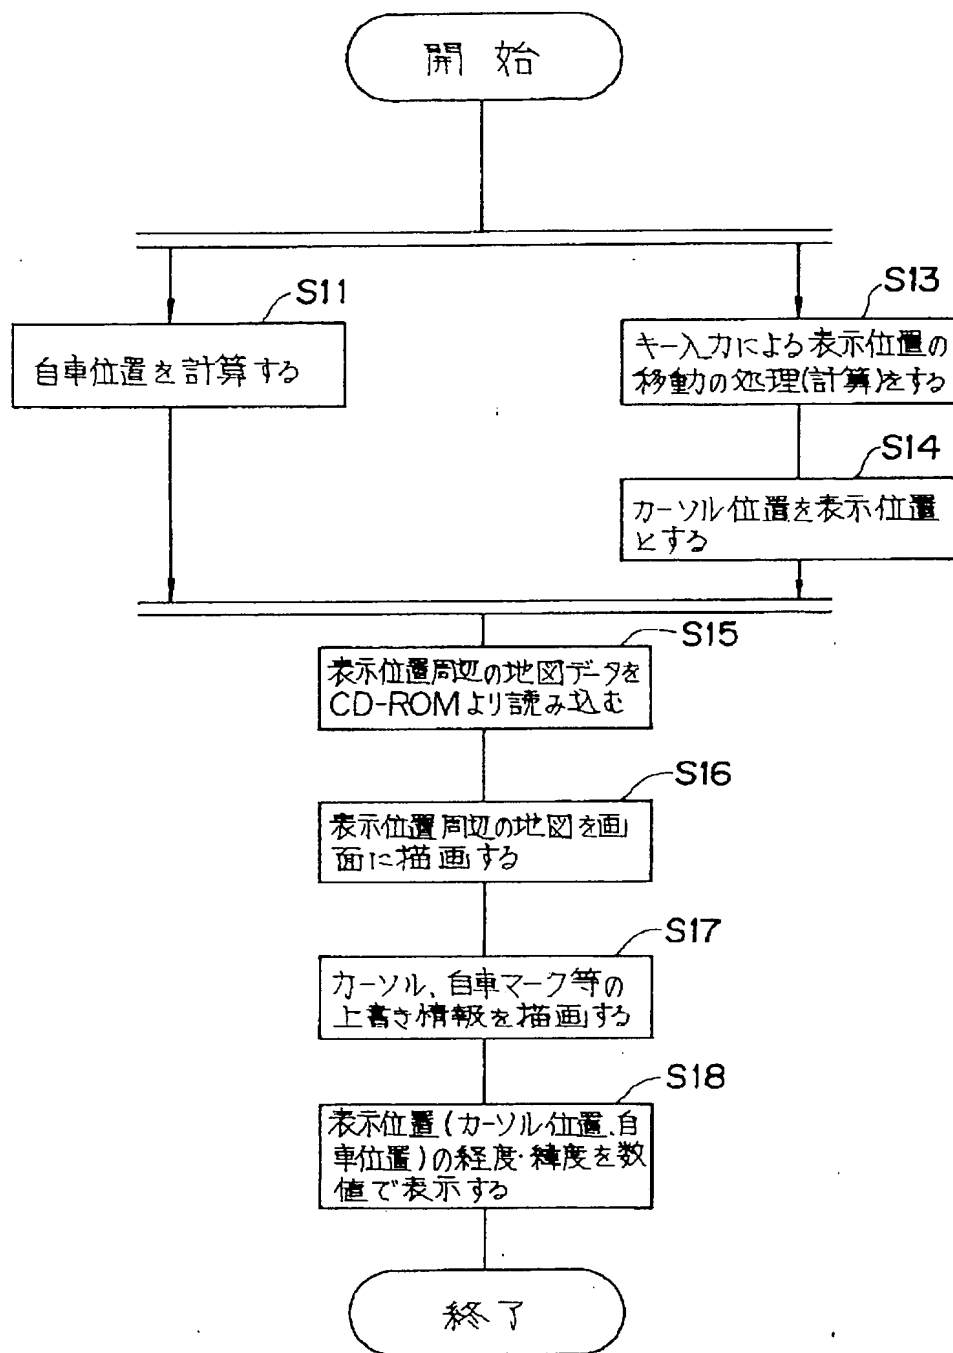 開始
S11
自車位置を計算する
S13
キー入力による表示位置の
移動の処理(計算)をする
S14
カーソル位置を表示位置
とする
S15
表示位置周辺の地図データを
CD-ROMより読み込む
S16
表示位置周辺の地図を画
面に描画する
S17
カーソル、自車マーク等の
上書き情報を描画する
S18
表示位置(カーソル位置、自
車位置)の経度・緯度を数
値で表示する
終了